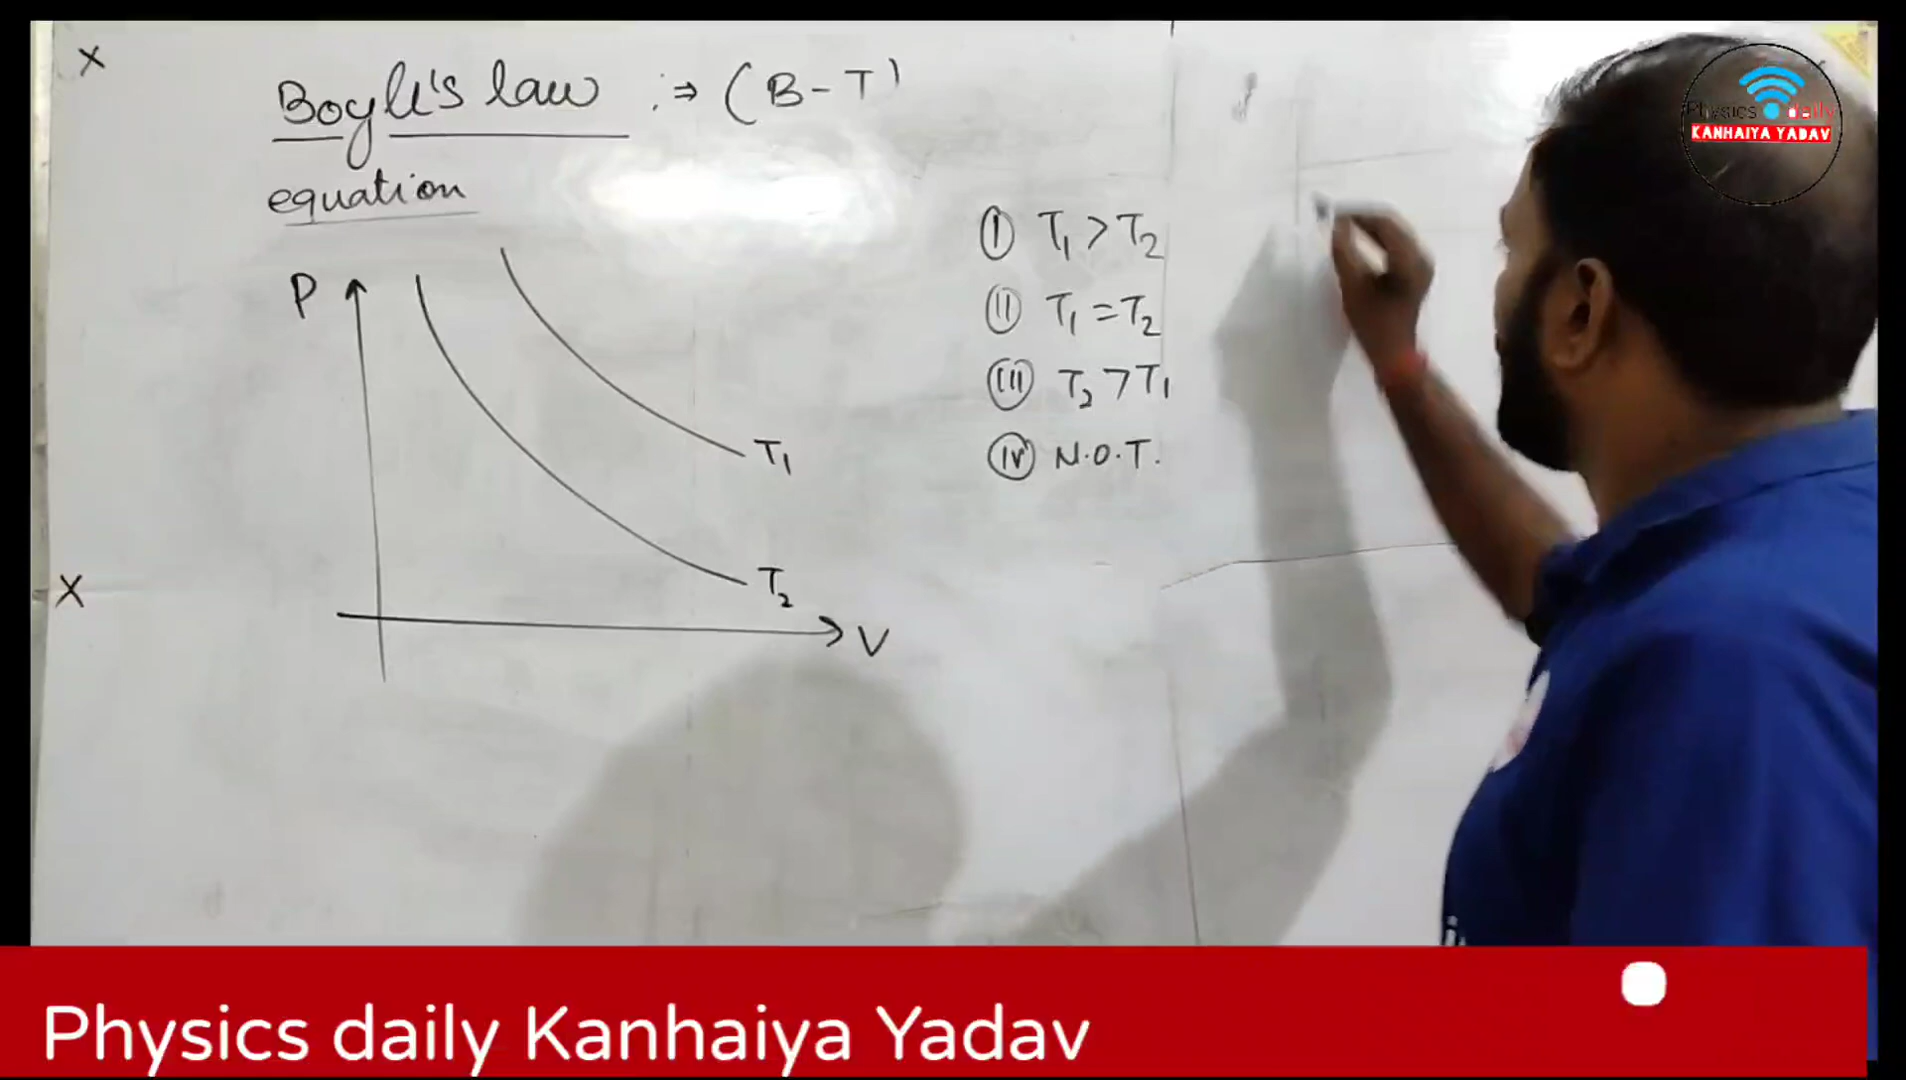 X
Boyle's law :⇒ (B-T)
equation
P
T1
T2
V
X
(I) T1 > T2
(II) T1 = T2
(III) T2 > T1
(IV) N.O.T.
Physics daily
KANHAIYA YADAV
Physics daily Kanhaiya Yadav